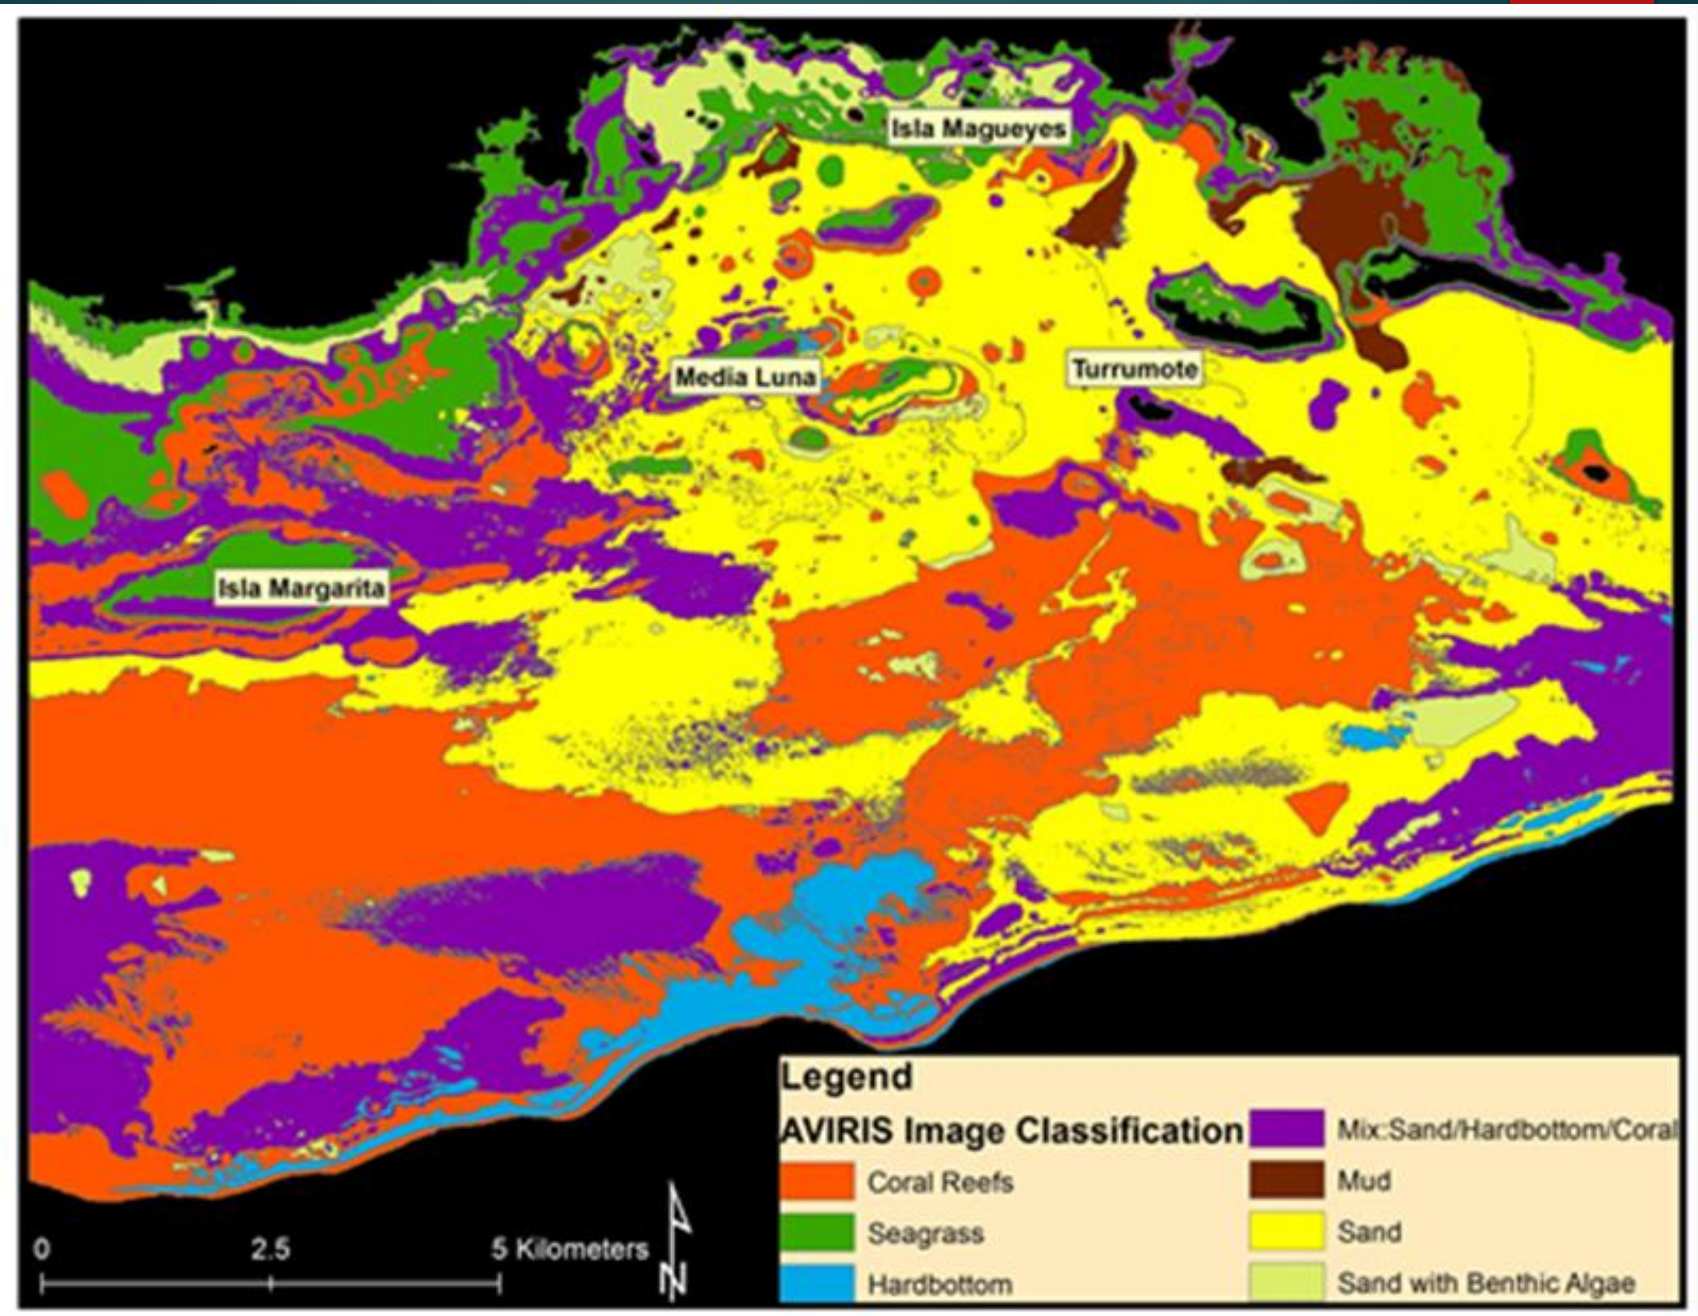 Isla Magueyes
Media Luna
Turrumote
Isla Margarita
Legend
AVIRIS Image Classification
Coral Reefs
Seagrass
Hardbottom
Mix:Sand/Hardbottom/Coral
Mud
Sand
Sand with Benthic Algae
0 2.5 5 Kilometers
N